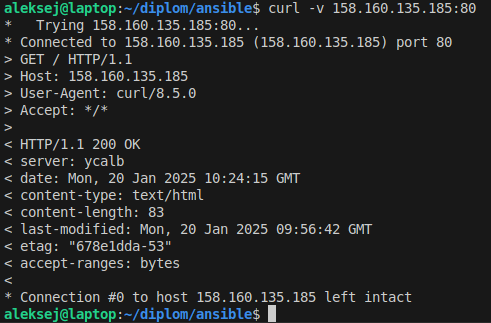 aleksej@laptop:~/diplom/ansible$ curl -v 158.160.135.185:80
*   Trying 158.160.135.185:80...
* Connected to 158.160.135.185 (158.160.135.185) port 80
> GET / HTTP/1.1
> Host: 158.160.135.185
> User-Agent: curl/8.5.0
> Accept: */*
>
< HTTP/1.1 200 OK
< server: ycalb
< date: Mon, 20 Jan 2025 10:24:15 GMT
< content-type: text/html
< content-length: 83
< last-modified: Mon, 20 Jan 2025 09:56:42 GMT
< etag: "678e1dda-53"
< accept-ranges: bytes
<
* Connection #0 to host 158.160.135.185 left intact
aleksej@laptop:~/diplom/ansible$